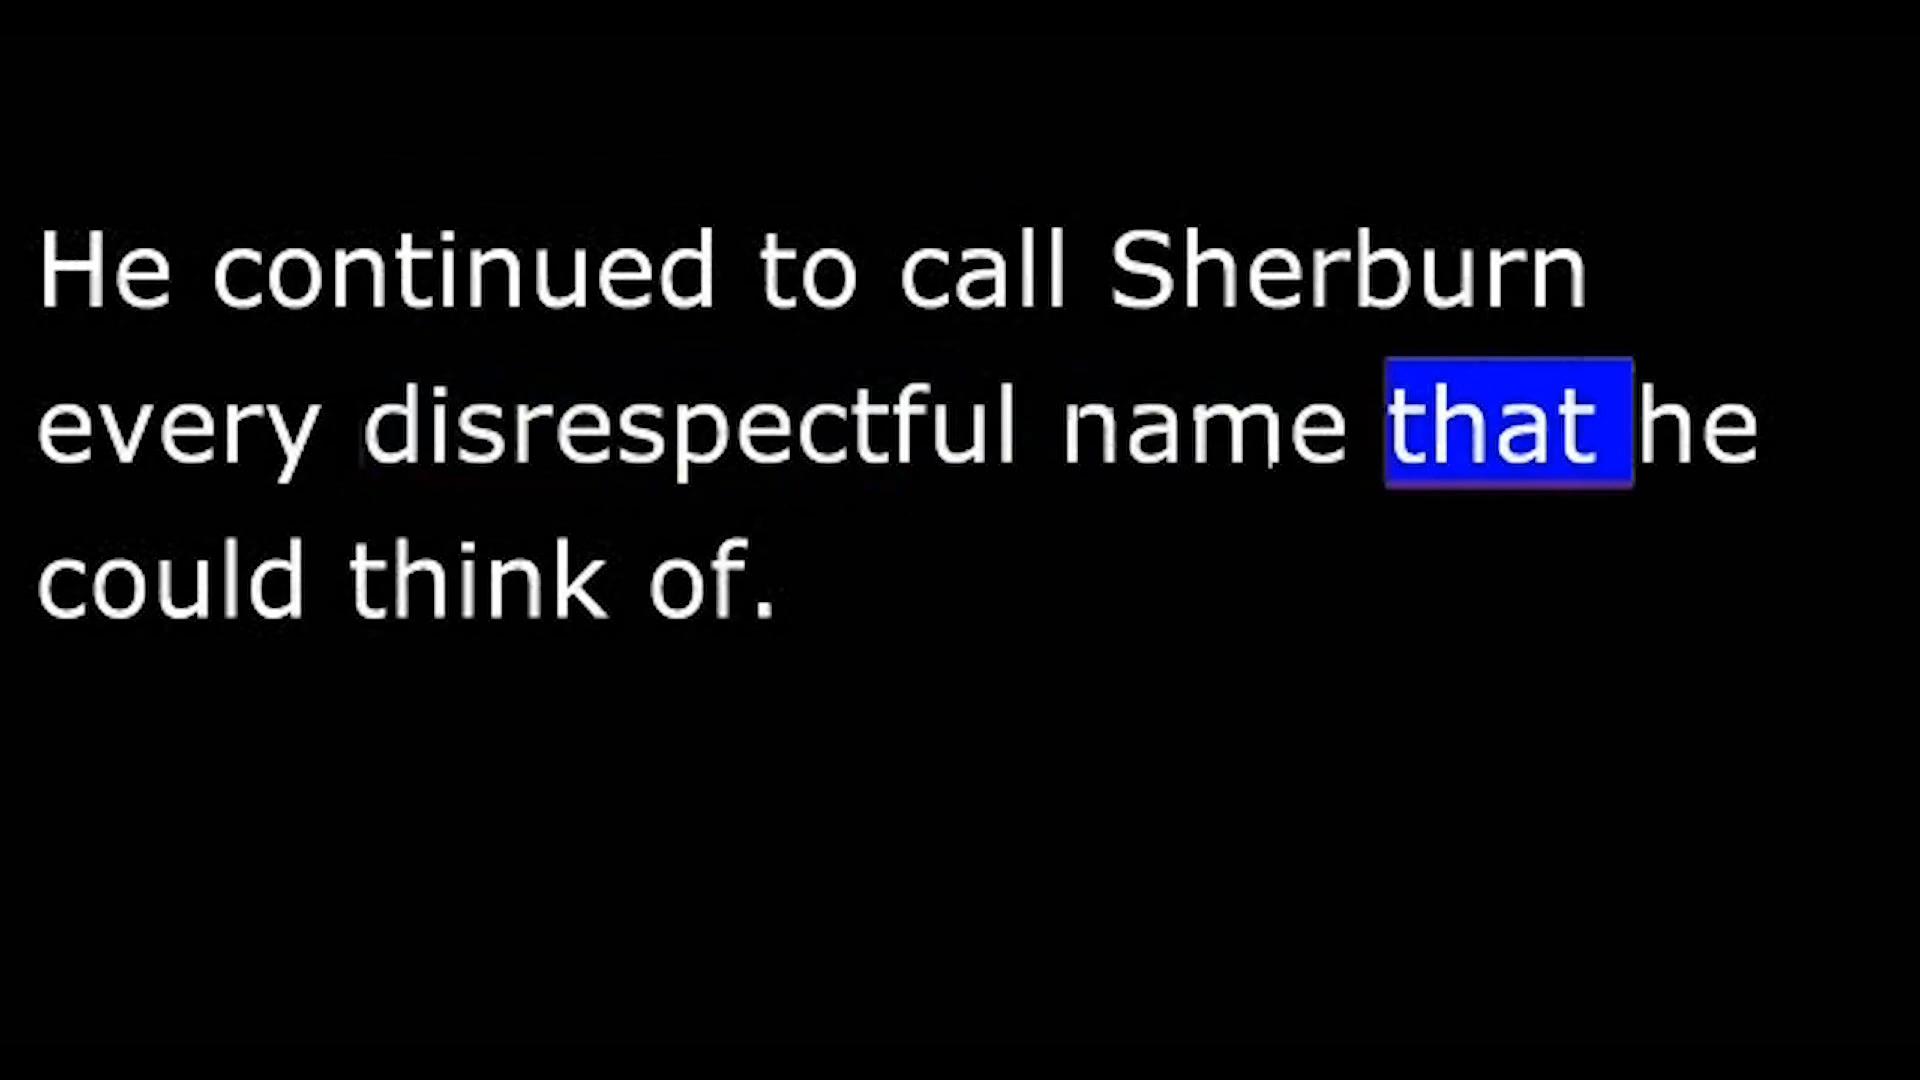 He continued to call Sherburn
every disrespectful name that he
could think of.